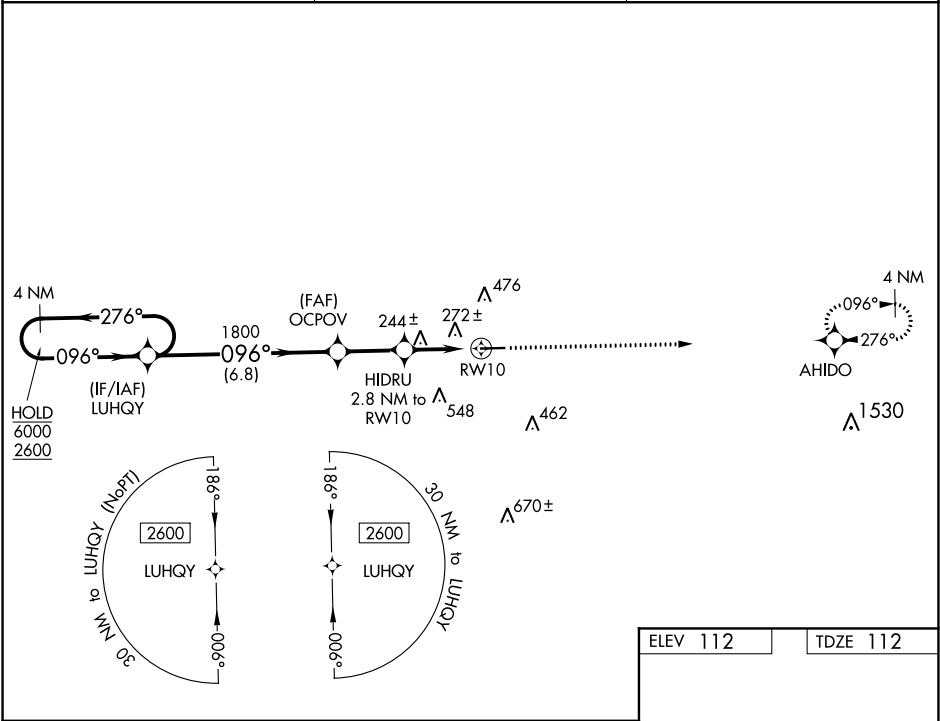 476
4 NM
4 NM
(FAF)
OCPOV
276°
1800
244±
272±
096°
096°
096°
(6.8)
276°
RW10
AHIDO
(IF/IAF)
LUHQY
HIDRU
2.8 NM to
RW10
548
HOLD
6000
2600
462
1530
30 NM to LUHQY (NoPT)
186°
2600
LUHQY
006°
186°
2600
LUHQY
006°
30 NM to LUHQY
670±
ELEV 112
TDZE 112